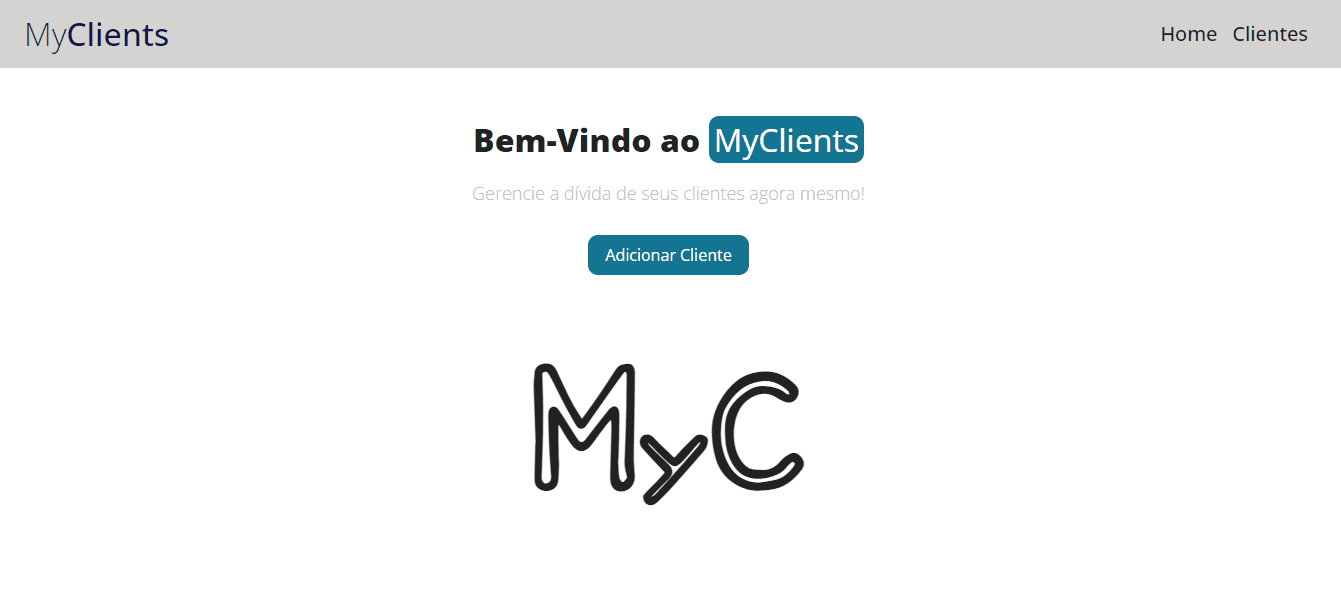 MyClients
Home Clientes
Bem-Vindo ao MyClients
Gerencie a dívida de seus clientes agora mesmo!
Adicionar Cliente
MyC